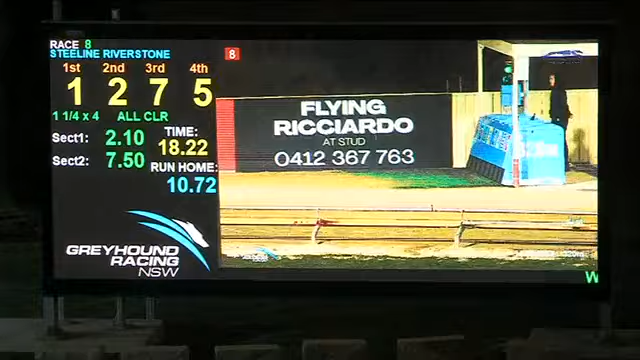 RACE 8
STEELINE RIVERSTONE
1st 2nd 3rd 4th
1 2 7 5
1 1/4 x 4 ALL CLR
Sect1: 2.10
Sect2: 7.50
TIME:
18.22
RUN HOME:
10.72
GREYHOUND
RACING
NSW
8
FLYING
RICCIARDO
AT STUD
0412 367 763
W